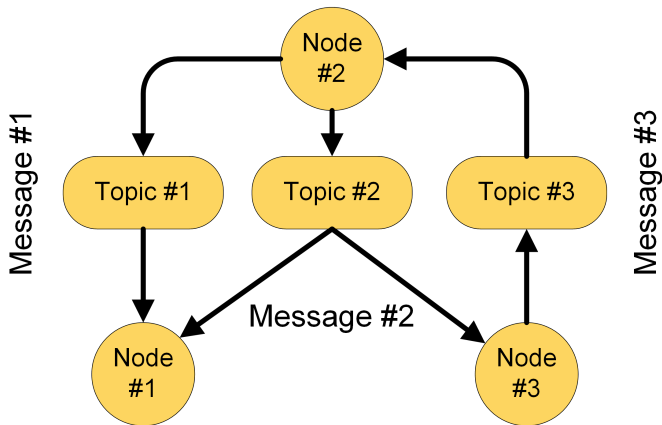 Node
#2
Message #1
Topic #1
Topic #2
Topic #3
Message #3
Message #2
Node
#1
Node
#3